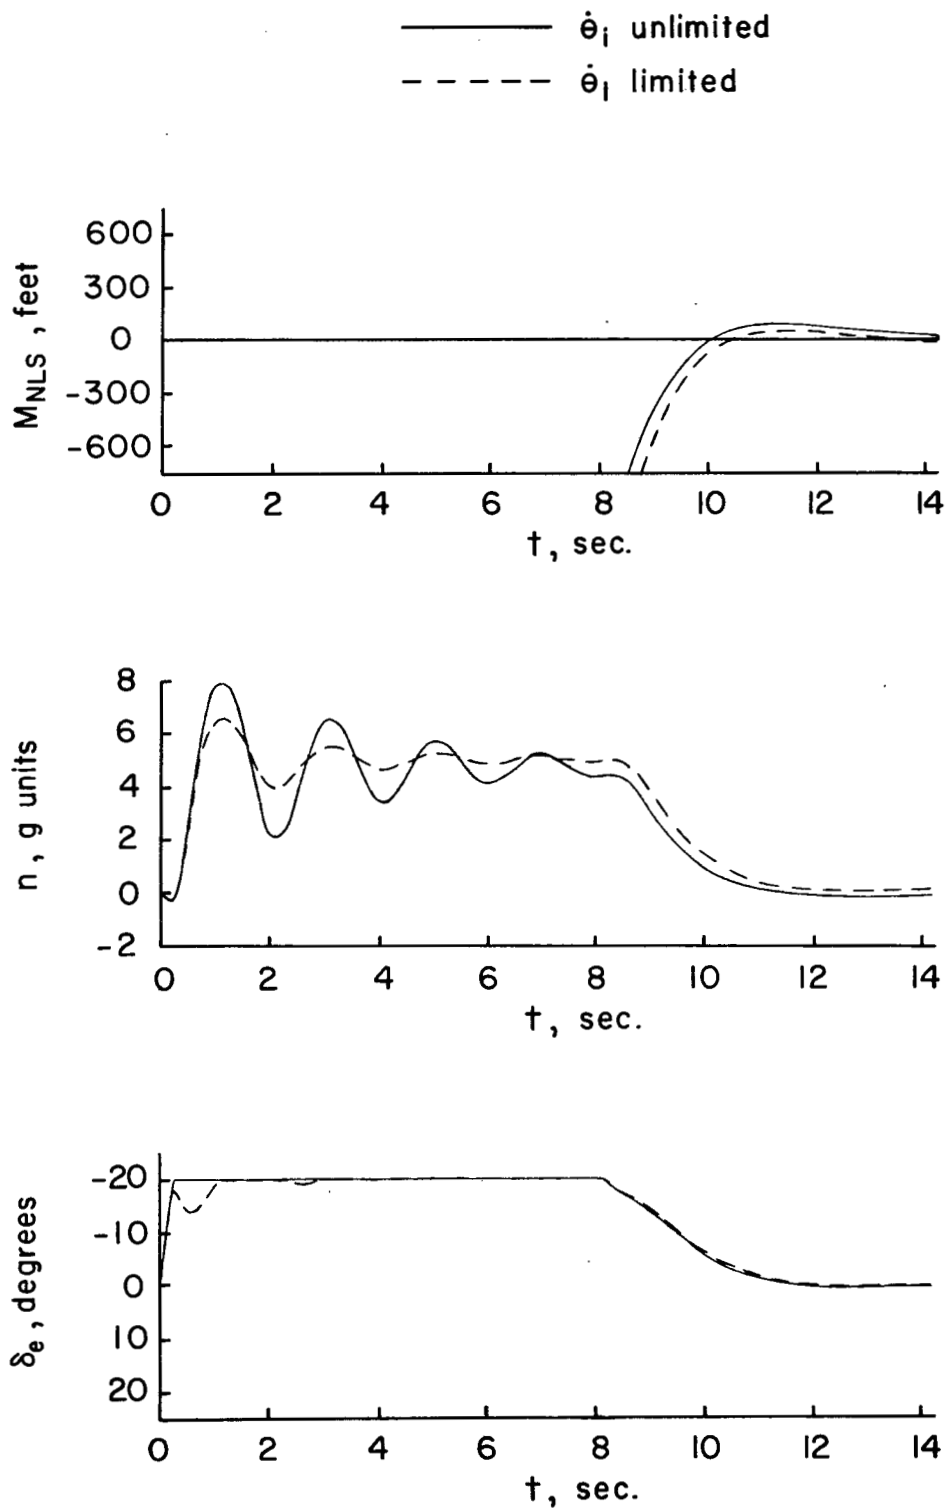 θ̇i unlimited
θ̇i limited
MNLS, feet
600
300
0
-300
-600
0 2 4 6 8 10 12 14
t, sec.
n, g units
8
6
4
2
0
-2
0 2 4 6 8 10 12 14
t, sec.
δe, degrees
-20
-10
0
10
20
0 2 4 6 8 10 12 14
t, sec.